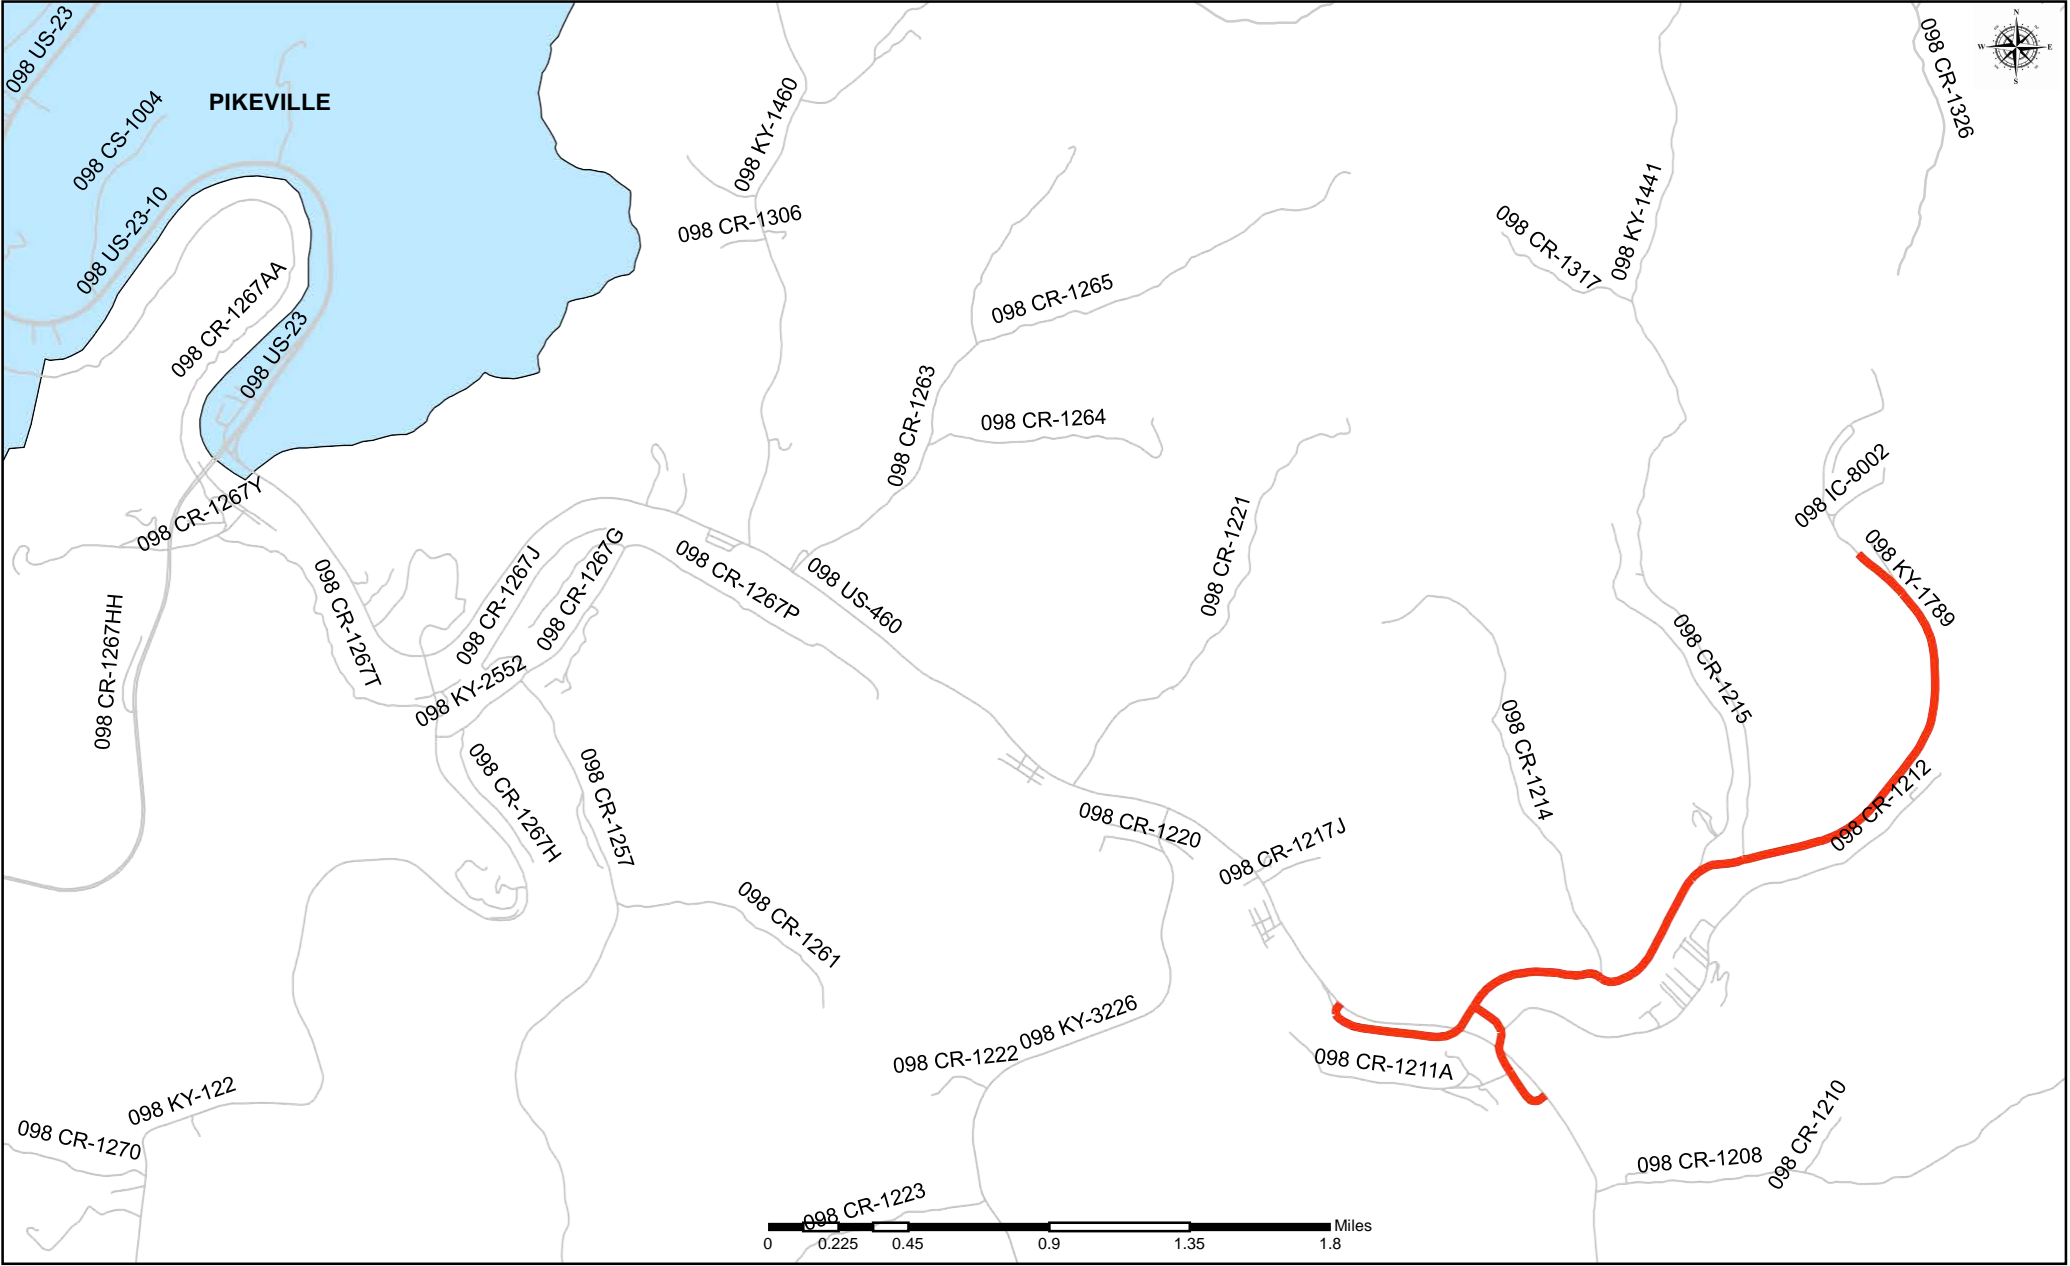 098 US-23
098 CS-1004
PIKEVILLE
098 US-23-10
098 CR-1267AA
098 US-23
098 KY-1460
098 CR-1306
098 CR-1265
098 CR-1263
098 CR-1264
098 CR-1317
098 KY-1441
098 CR-1326
N
W
E
S
098 IC-8002
098 KY-1789
098 CR-1267Y
098 CR-1267HH
098 CR-1267T
098 CR-1267J
098 CR-1267G
098 KY-2552
098 CR-1267P
098 US-460
098 CR-1221
098 CR-1215
098 CR-1214
098 CR-1212
098 CR-1267H
098 CR-1257
098 CR-1261
098 CR-1220
098 CR-1217J
098 KY-3226
098 CR-1222
098 CR-1211A
098 KY-122
098 CR-1270
098 CR-1223
098 CR-1208
098 CR-1210
Miles
0 0.225 0.45 0.9 1.35 1.8